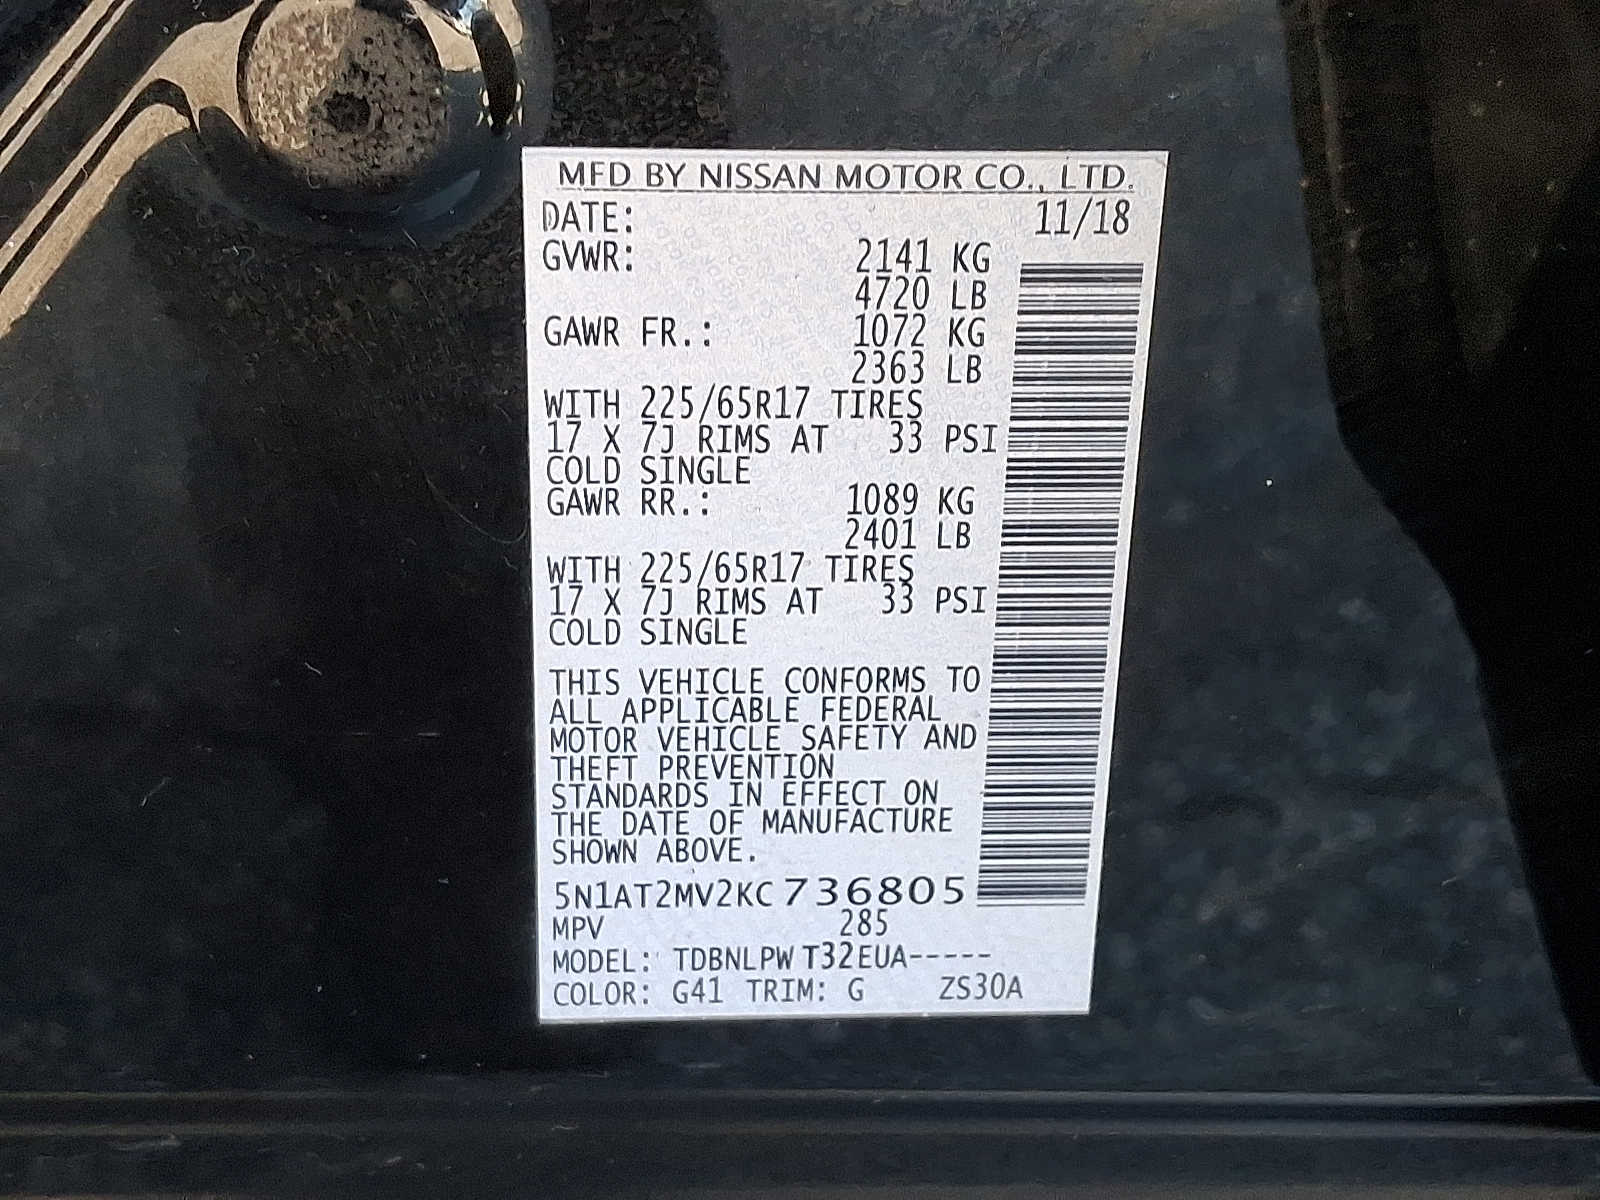 MFD BY NISSAN MOTOR CO., LTD.
DATE: 11/18
GVWR: 2141 KG
4720 LB
GAWR FR.: 1072 KG
2363 LB
WITH 225/65R17 TIRES
17 X 7J RIMS AT 33 PSI
COLD SINGLE
GAWR RR.: 1089 KG
2401 LB
WITH 225/65R17 TIRES
17 X 7J RIMS AT 33 PSI
COLD SINGLE
THIS VEHICLE CONFORMS TO
ALL APPLICABLE FEDERAL
MOTOR VEHICLE SAFETY AND
THEFT PREVENTION
STANDARDS IN EFFECT ON
THE DATE OF MANUFACTURE
SHOWN ABOVE.
5N1AT2MV2KC736805
MPV 285
MODEL: TDBNLPW T32EUA-----
COLOR: G41 TRIM: G ZS30A